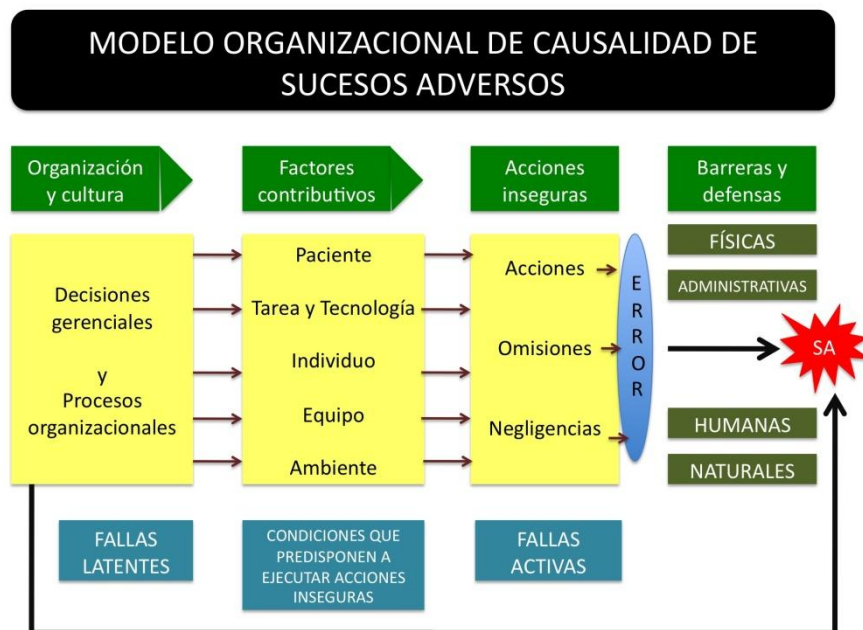 MODELO ORGANIZACIONAL DE CAUSALIDAD DE
SUCESOS ADVERSOS
Organización
y cultura
Factores
contributivos
Acciones
inseguras
Barreras y
defensas
Decisiones
gerenciales
y
Procesos
organizacionales
Paciente
Tarea y Tecnología
Individuo
Equipo
Ambiente
Acciones
Omisiones
Negligencias
ERROR
FÍSICAS
ADMINISTRATIVAS
SA
HUMANAS
NATURALES
FALLAS
LATENTES
CONDICIONES QUE
PREDISPONEN A
EJECUTAR ACCIONES
INSEGURAS
FALLAS
ACTIVAS